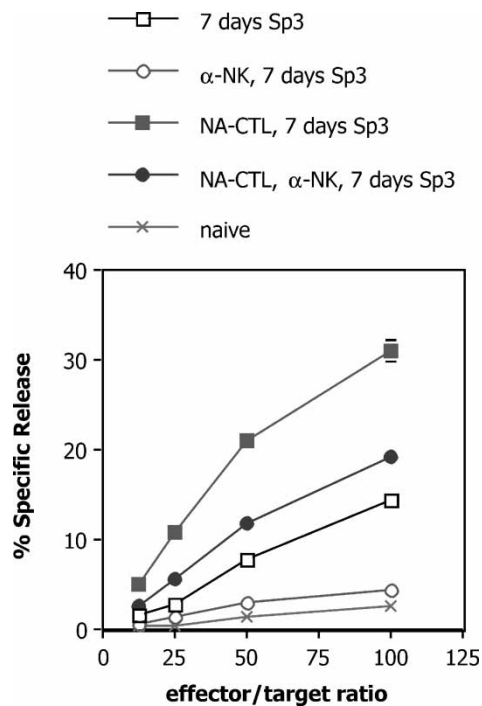 7 days Sp3
α-NK, 7 days Sp3
NA-CTL, 7 days Sp3
NA-CTL, α-NK, 7 days Sp3
naive
40
30
20
10
0
% Specific Release
0 25 50 75 100 125
effector/target ratio